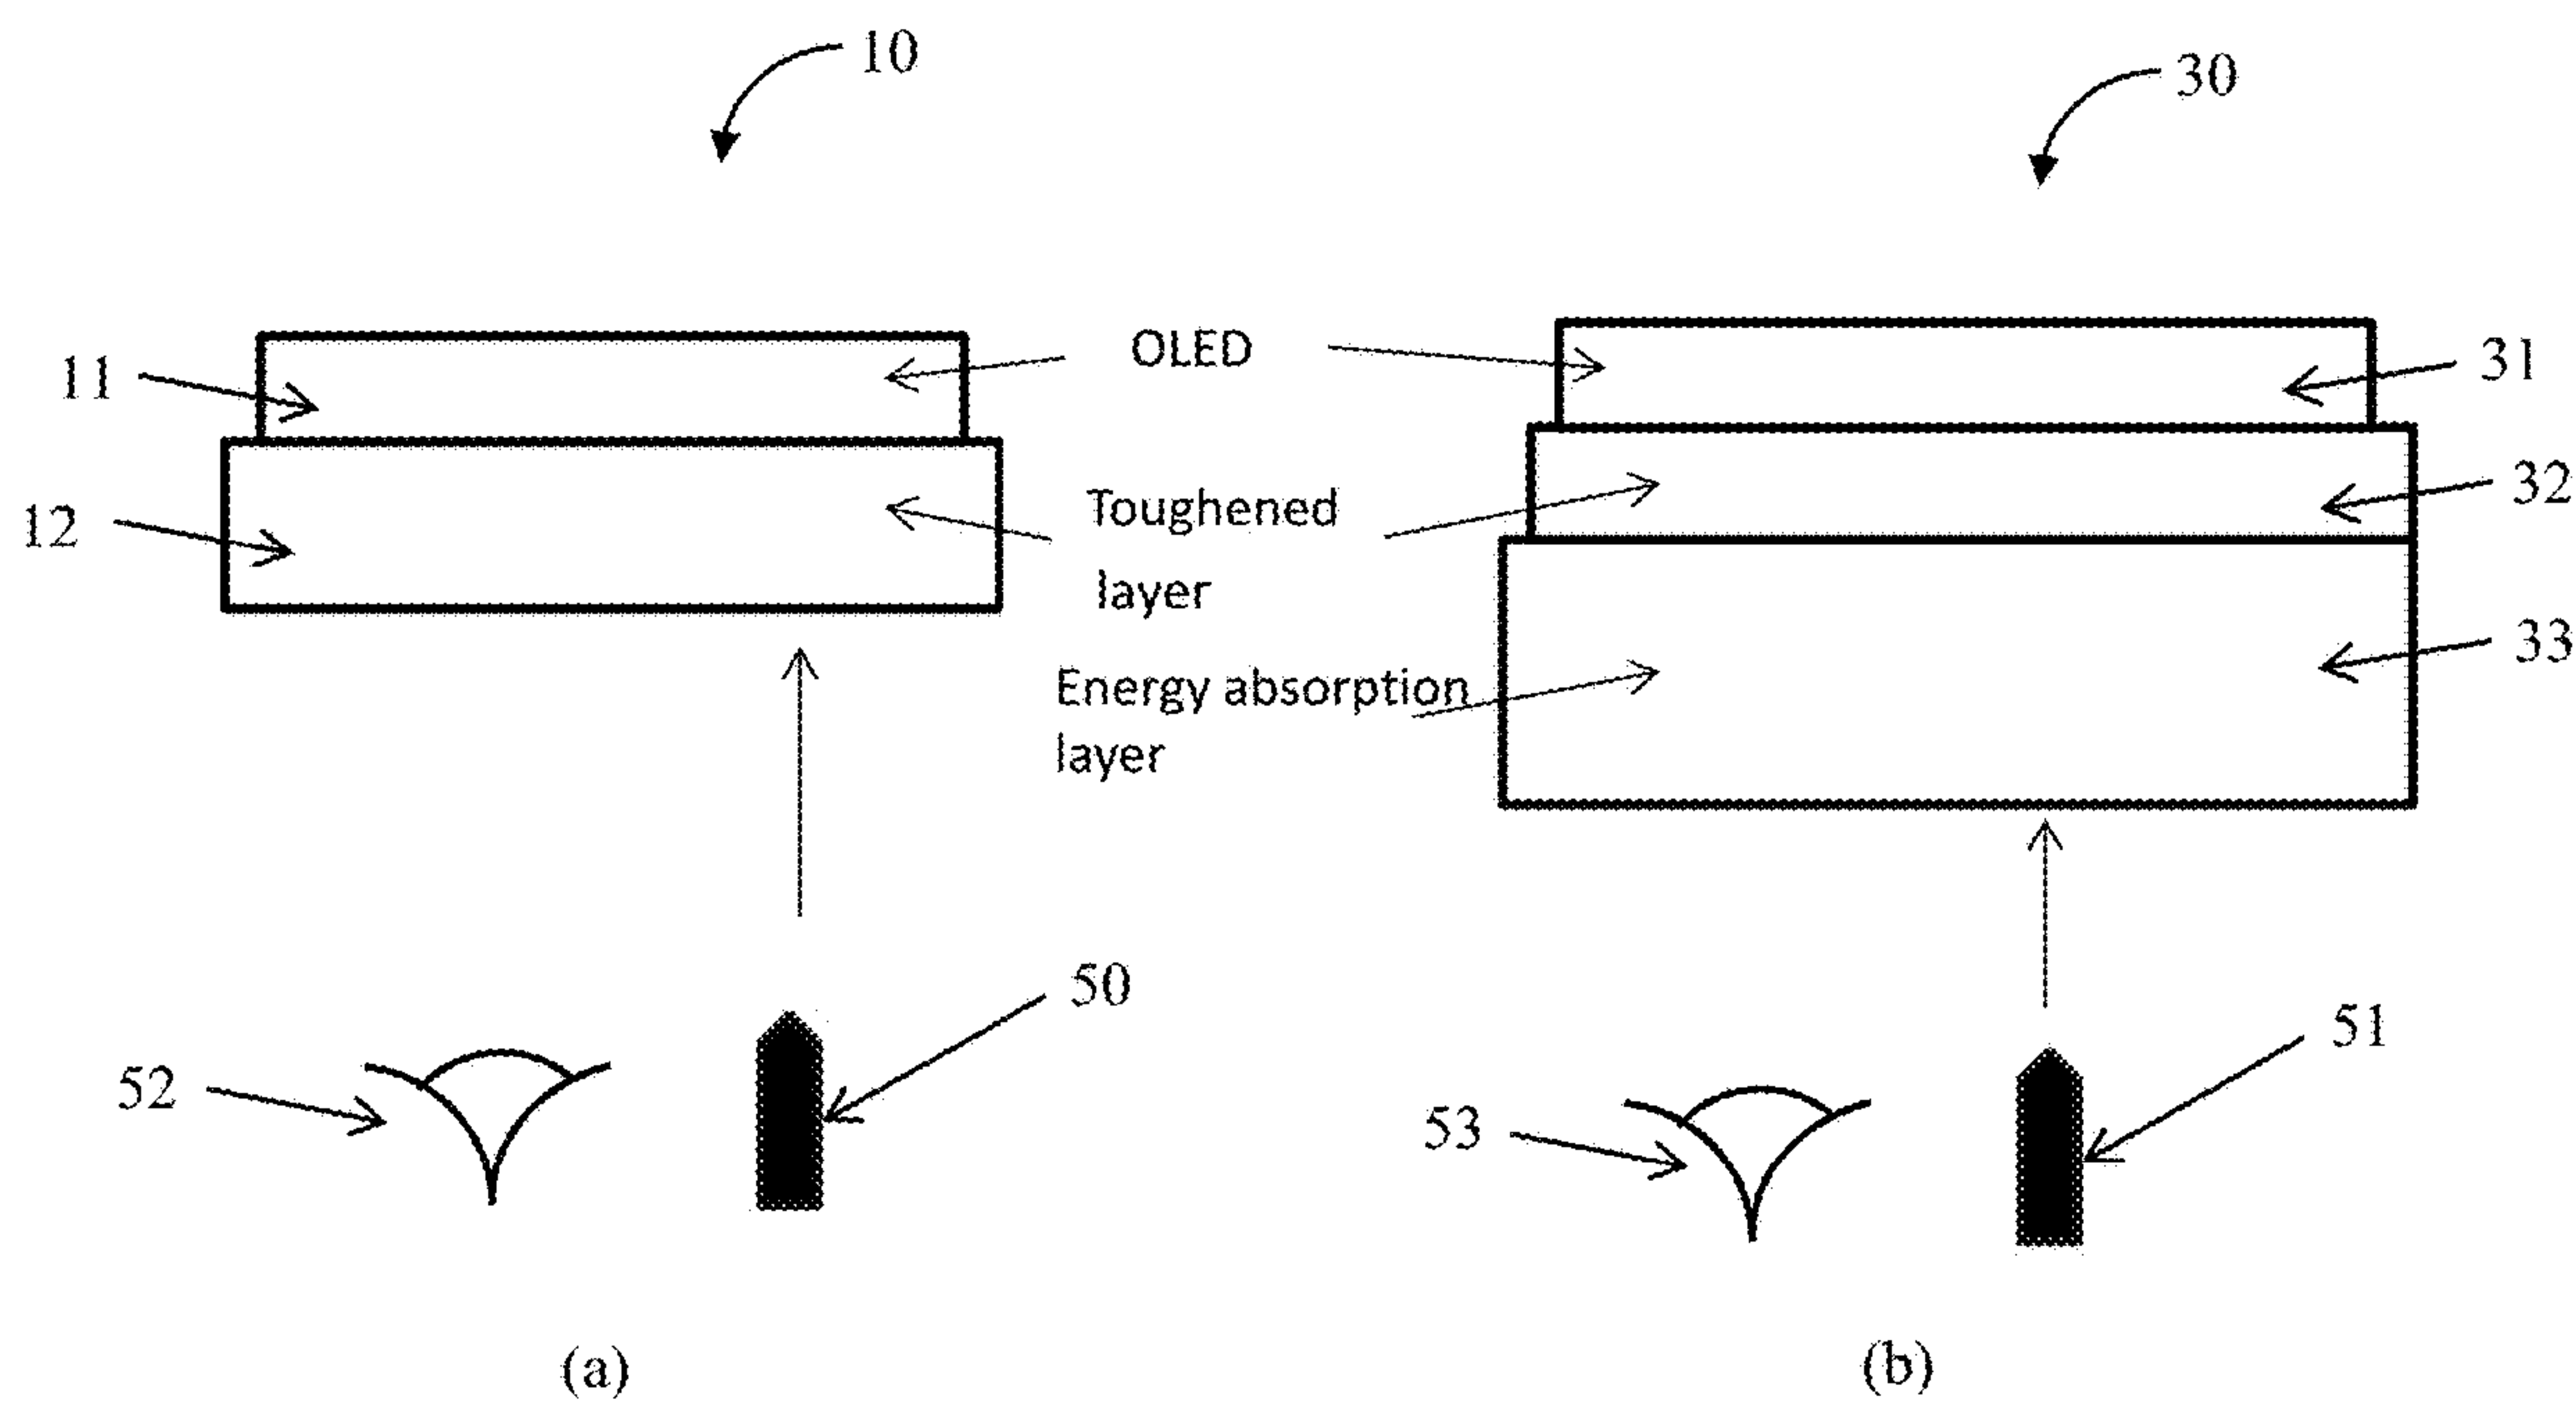 10
30
11
OLED
31
12
Toughened
layer
32
Energy absorption
layer
33
50
52
51
53
(a)
(b)